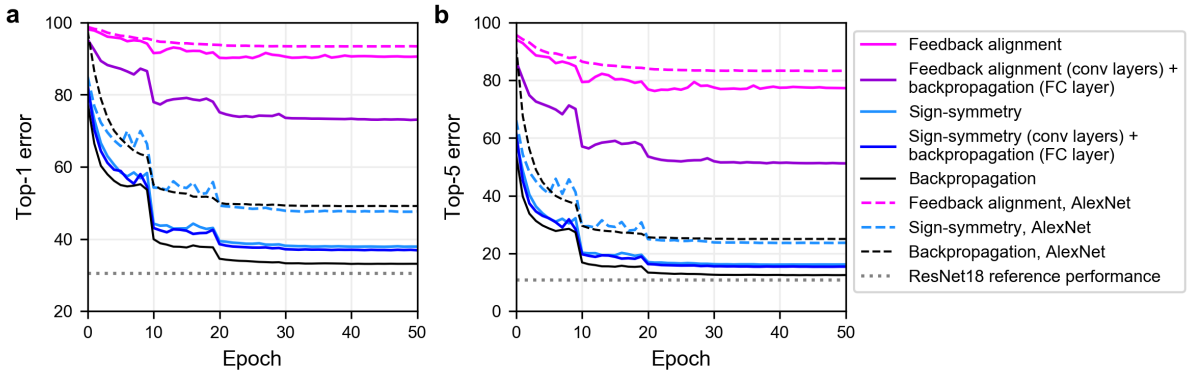 a
Top-1 error
100
80
60
40
20
0
10
20
30
40
50
Epoch
b
Top-5 error
100
80
60
40
20
0
0
10
20
30
40
50
Epoch
Feedback alignment
Feedback alignment (conv layers) +
backpropagation (FC layer)
Sign-symmetry
Sign-symmetry (conv layers) +
backpropagation (FC layer)
Backpropagation
Feedback alignment, AlexNet
Sign-symmetry, AlexNet
Backpropagation, AlexNet
ResNet18 reference performance